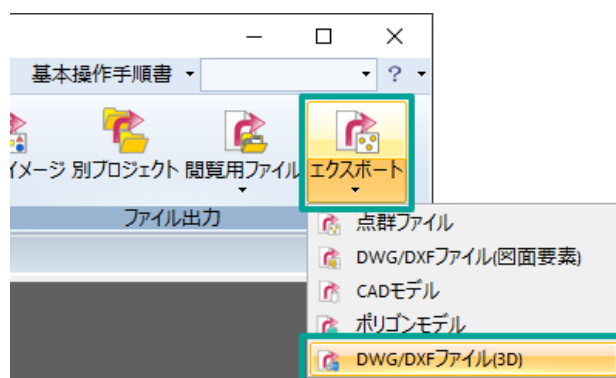 基本操作手順書
?
イメージ 別プロジェクト 閲覧用ファイル エクスポート
ファイル出力
点群ファイル
DWG/DXFファイル(図面要素)
CADモデル
ポリゴンモデル
DWG/DXFファイル(3D)